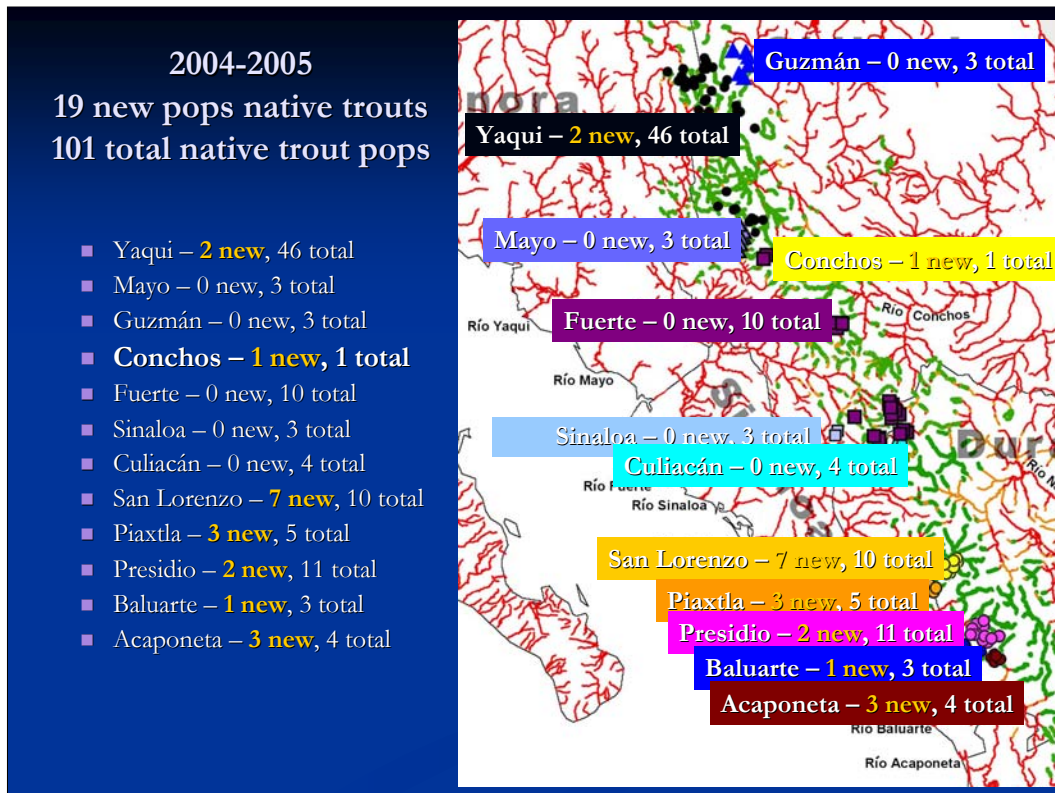 2004-2005
19 new pops native trouts
101 total native trout pops
Yaqui – 2 new, 46 total
Mayo – 0 new, 3 total
Guzmán – 0 new, 3 total
Conchos – 1 new, 1 total
Fuerte – 0 new, 10 total
Sinaloa – 0 new, 3 total
Culiacán – 0 new, 4 total
San Lorenzo – 7 new, 10 total
Piaxtla – 3 new, 5 total
Presidio – 2 new, 11 total
Baluarte – 1 new, 3 total
Acaponeta – 3 new, 4 total
Guzmán – 0 new, 3 total
nora
Yaqui – 2 new, 46 total
Mayo – 0 new, 3 total
Conchos – 1 new, 1 total
Río Conchos
Fuerte – 0 new, 10 total
Río Yaqui
Río Mayo
Sinaloa – 0 new, 3 total
Dur
Culiacán – 0 new, 4 total
Río Fuerte
Río Sinaloa
San Lorenzo – 7 new, 10 total
Piaxtla – 3 new, 5 total
Presidio – 2 new, 11 total
Baluarte – 1 new, 3 total
Acaponeta – 3 new, 4 total
Río Baluarte
Río Acaponeta